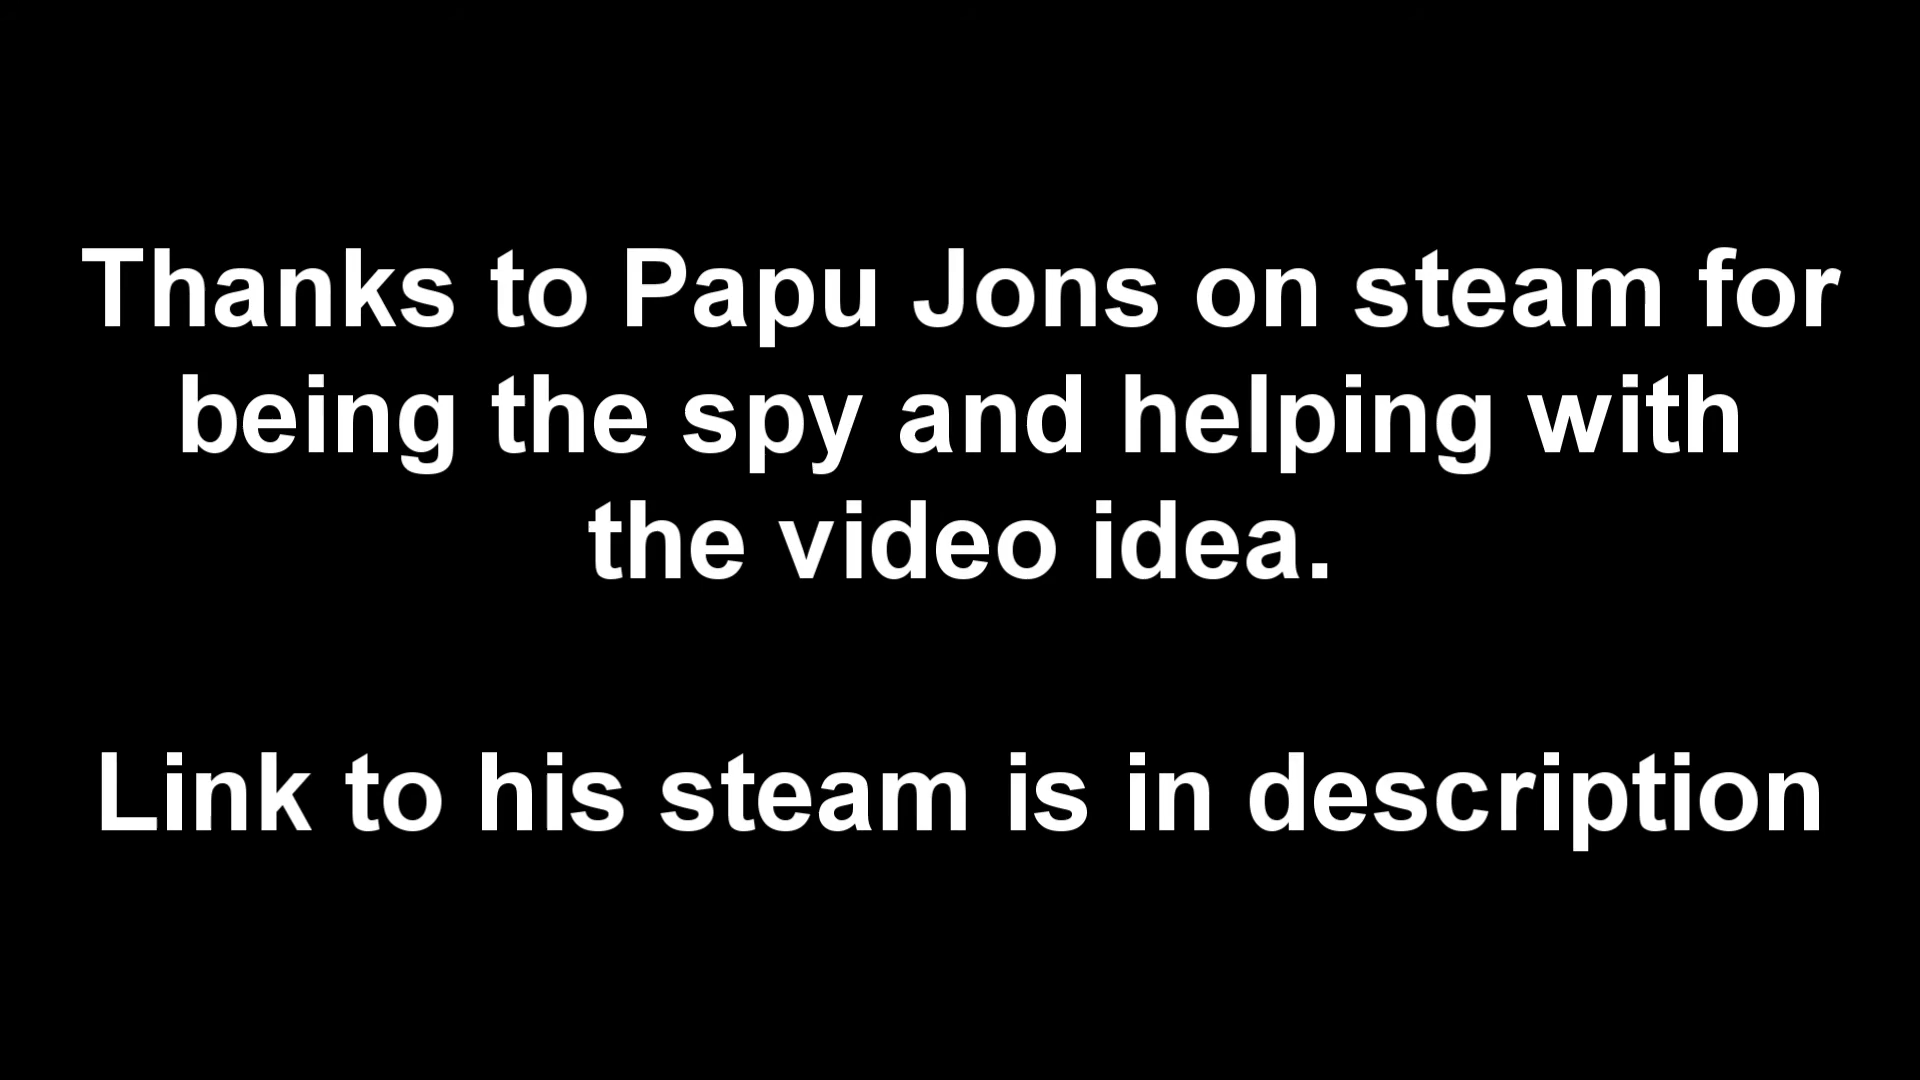 Thanks to Papu Jons on steam for
being the spy and helping with
the video idea.
Link to his steam is in description